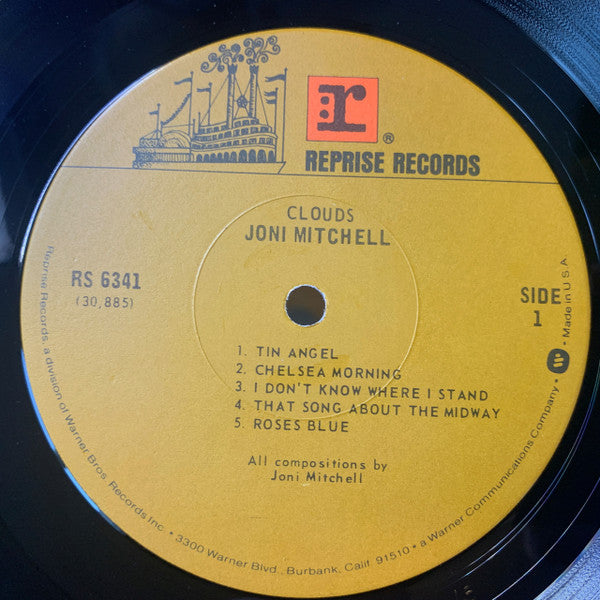 r
®
REPRISE RECORDS
CLOUDS
JONI MITCHELL
RS 6341
(30,885)
SIDE
1
1. TIN ANGEL
2. CHELSEA MORNING
3. I DON'T KNOW WHERE I STAND
4. THAT SONG ABOUT THE MIDWAY
5. ROSES BLUE
All compositions by
Joni Mitchell
Reprise Records, a division of Warner Bros. Records Inc. • 3300 Warner Blvd., Burbank, Calif. 91510 • a Warner Communications Company • Made in U.S.A.